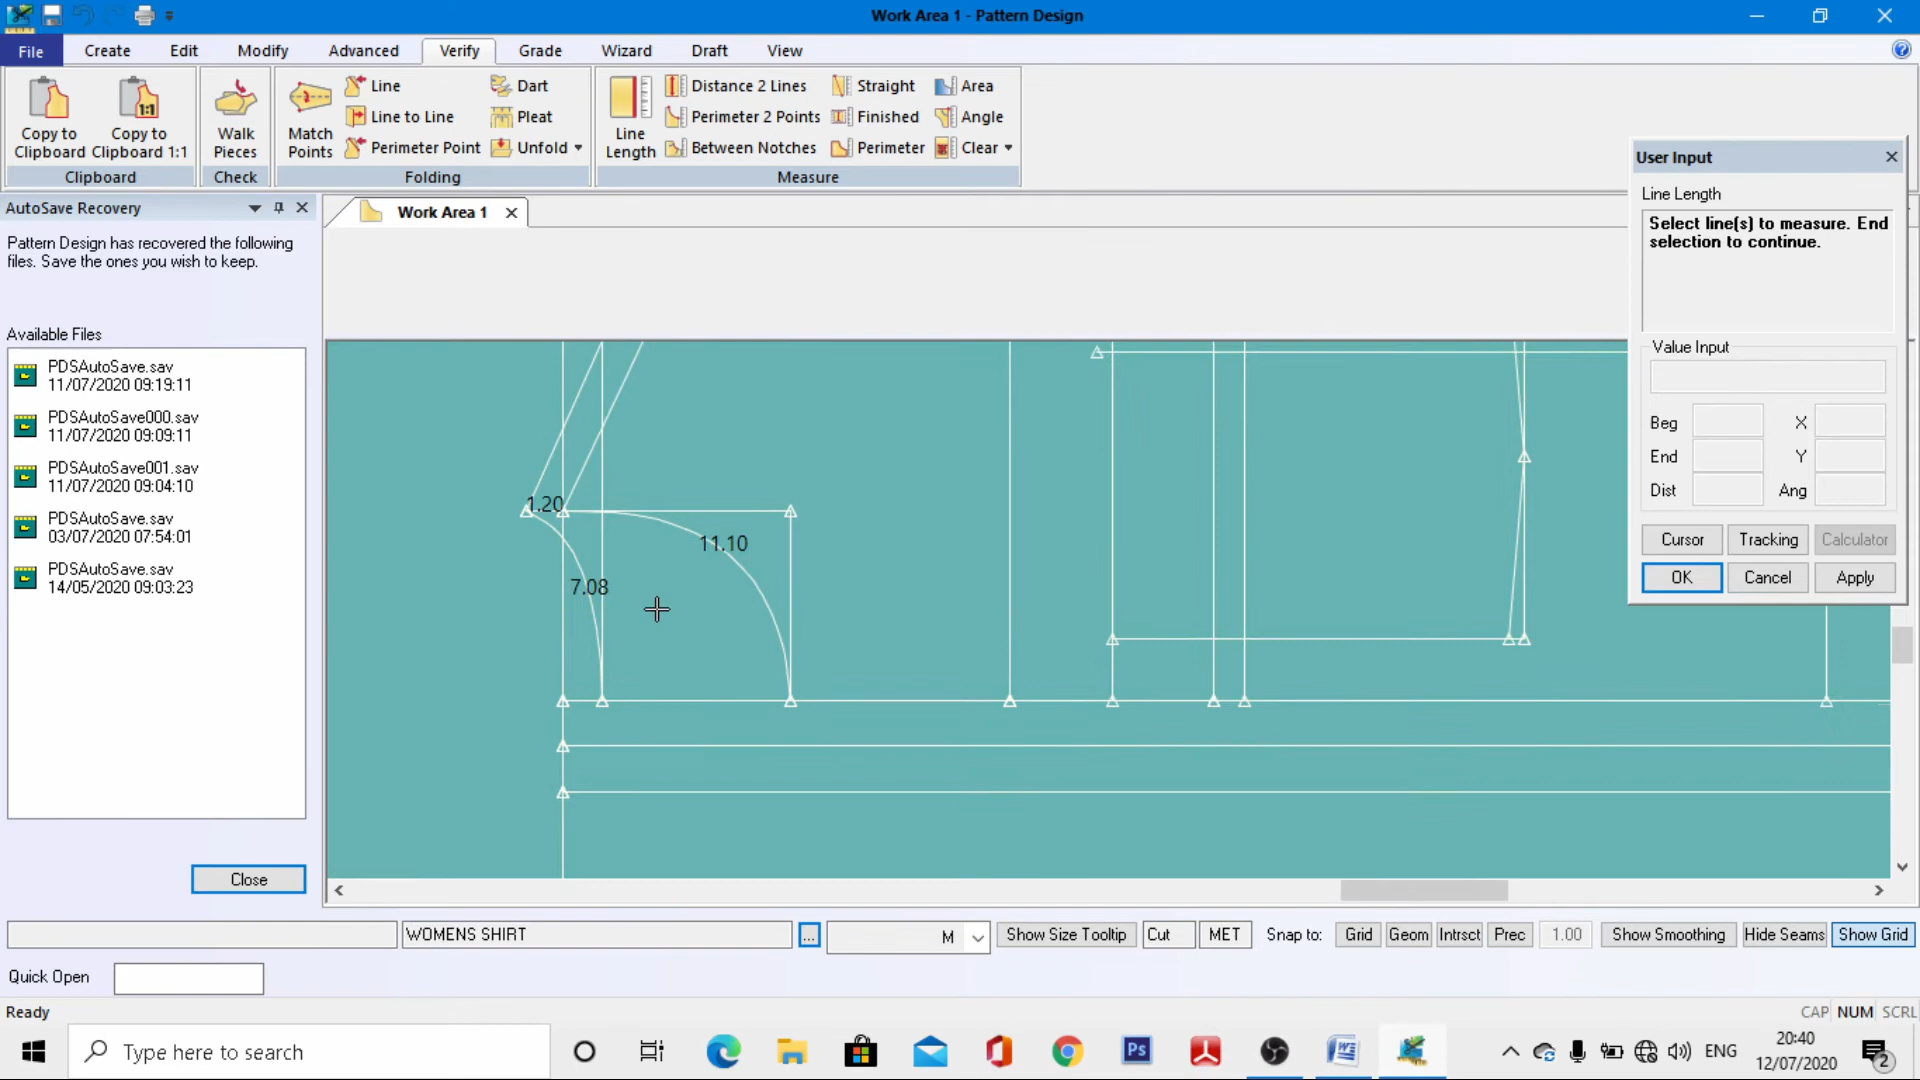 Work Area 1 - Pattern Design
File Create Edit Modify Advanced Verify Grade Wizard Draft View
Copy to Clipboard
Copy to Clipboard 1:1
Clipboard
Walk Pieces
Check
Match Points
Line
Line to Line
Perimeter Point
Dart
Pleat
Unfold
Folding
Line Length
Distance 2 Lines
Perimeter 2 Points
Between Notches
Straight
Finished
Perimeter
Area
Angle
Clear
Measure
AutoSave Recovery
Pattern Design has recovered the following
files. Save the ones you wish to keep.
Available Files
PDSAutoSave.sav
11/07/2020 09:19:11
PDSAutoSave000.sav
11/07/2020 09:09:11
PDSAutoSave001.sav
11/07/2020 09:04:10
PDSAutoSave.sav
03/07/2020 07:54:01
PDSAutoSave.sav
14/05/2020 09:03:23
Close
Work Area 1
1.20
11.10
7.08
User Input
Line Length
Select line(s) to measure. End
selection to continue.
Value Input
Beg X
End Y
Dist Ang
Cursor Tracking Calculator
OK Cancel Apply
WOMENS SHIRT ... M Show Size Tooltip Cut MET Snap to: Grid Geom Intrsct Prec 1.00 Show Smoothing Hide Seams Show Grid
Quick Open
Ready CAP NUM SCRL
Type here to search
Ps
ENG
20:40
12/07/2020
2